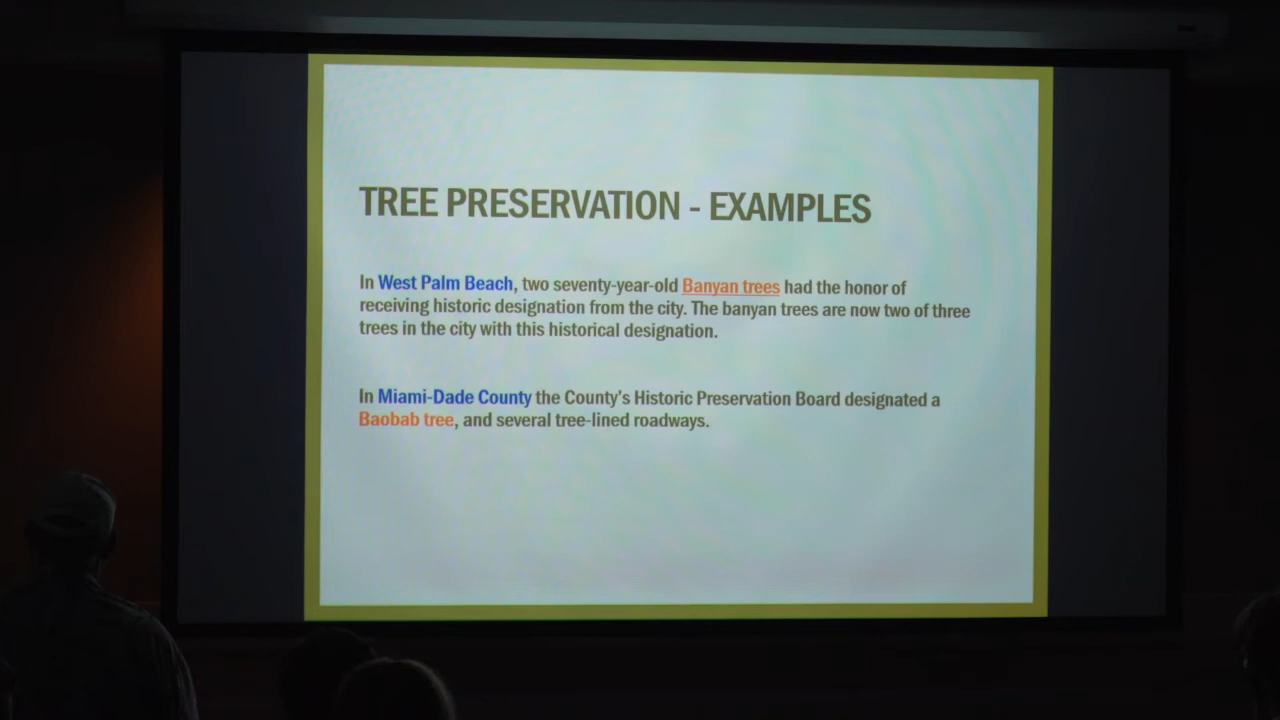 TREE PRESERVATION - EXAMPLES
In West Palm Beach, two seventy-year-old Banyan trees had the honor of
receiving historic designation from the city. The banyan trees are now two of three
trees in the city with this historical designation.
In Miami-Dade County the County's Historic Preservation Board designated a
Baobab tree, and several tree-lined roadways.